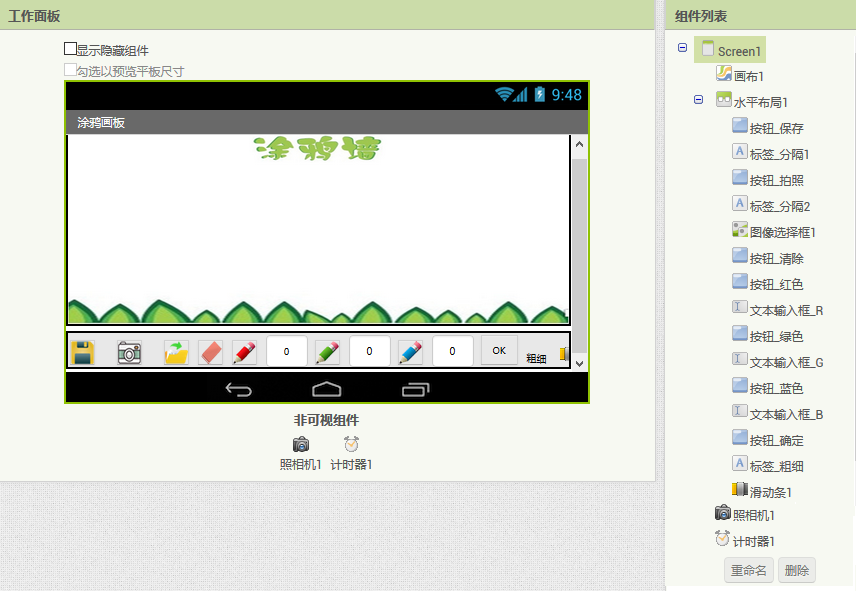 工作面板
显示隐藏组件
勾选以预览平板尺寸
9:48
涂鸦画板
涂鸦墙
0 0 0 OK 粗细
非可视组件
照相机1 计时器1
组件列表
Screen1
画布1
水平布局1
按钮_保存
标签_分隔1
按钮_拍照
标签_分隔2
图像选择框1
按钮_清除
按钮_红色
文本输入框_R
按钮_绿色
文本输入框_G
按钮_蓝色
文本输入框_B
按钮_确定
标签_粗细
滑动条1
照相机1
计时器1
重命名 删除